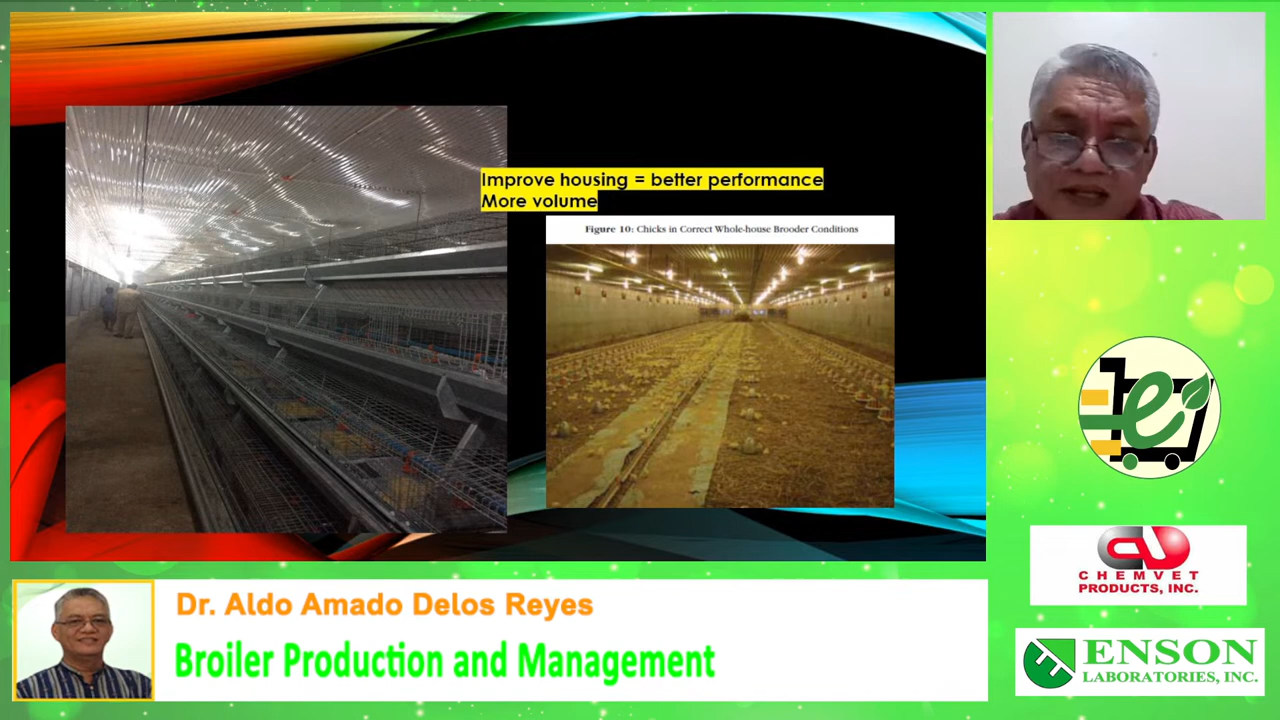 Improve housing = better performance
More volume
Figure 10: Chicks in Correct Whole-house Brooder Conditions
e
CHEMVET
PRODUCTS, INC.
ENSON
LABORATORIES, INC.
Dr. Aldo Amado Delos Reyes
Broiler Production and Management